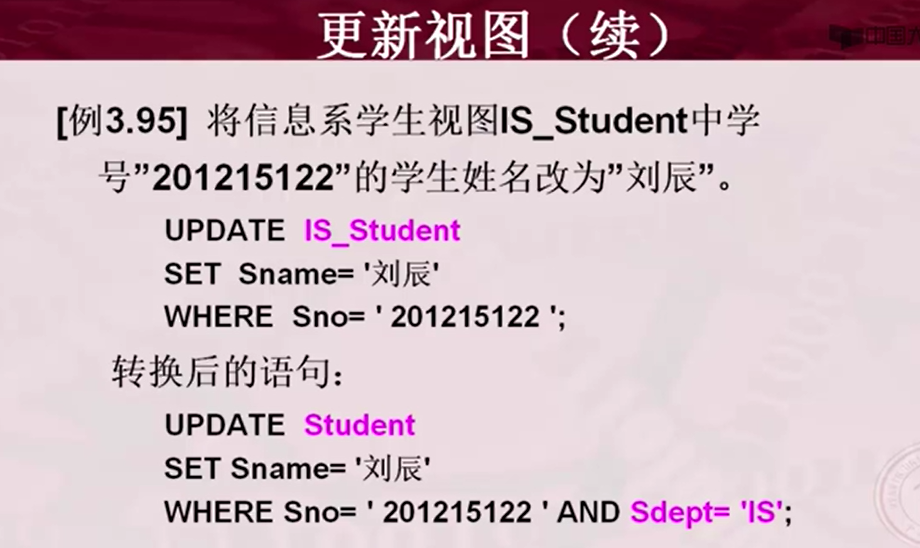 更新视图（续）
中国大
[例3.95] 将信息系学生视图IS_Student中学
号”201215122”的学生姓名改为”刘辰”。
UPDATE IS_Student
SET Sname= '刘辰'
WHERE Sno= ' 201215122 ';
转换后的语句：
UPDATE Student
SET Sname= '刘辰'
WHERE Sno= ' 201215122 ' AND Sdept= 'IS';